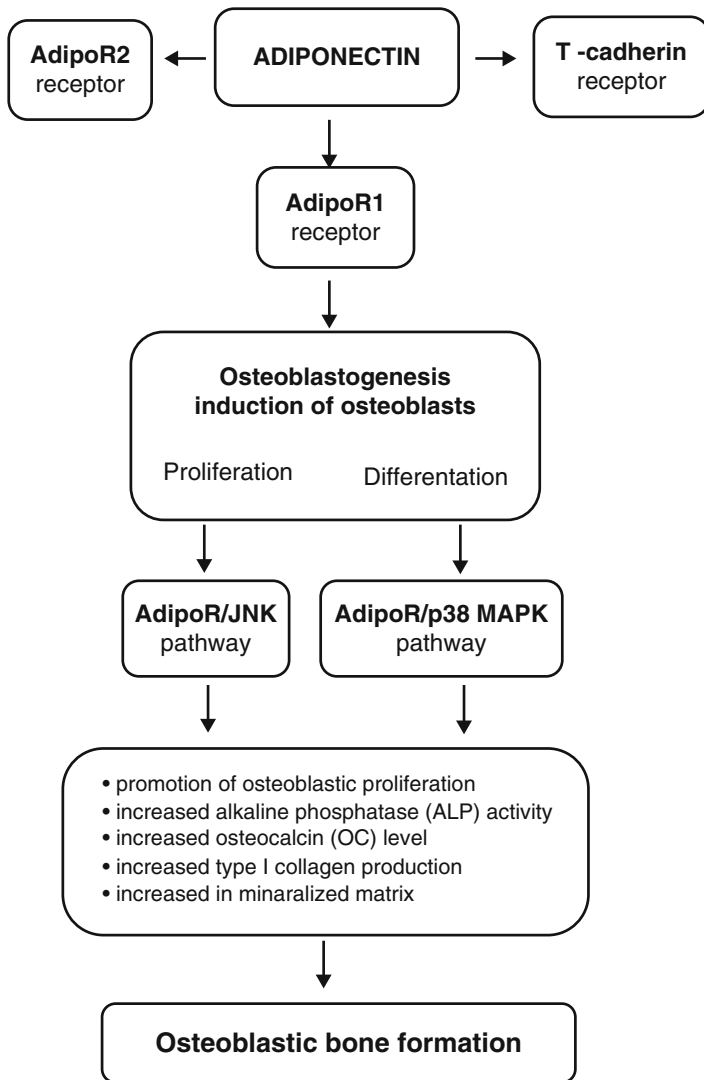 AdipoR2
receptor
ADIPONECTIN
T -cadherin
receptor
AdipoR1
receptor
Osteoblastogenesis
induction of osteoblasts
Proliferation
Differentation
AdipoR/JNK
pathway
AdipoR/p38 MAPK
pathway
• promotion of osteoblastic proliferation
• increased alkaline phosphatase (ALP) activity
• increased osteocalcin (OC) level
• increased type I collagen production
• increased in minaralized matrix
Osteoblastic bone formation